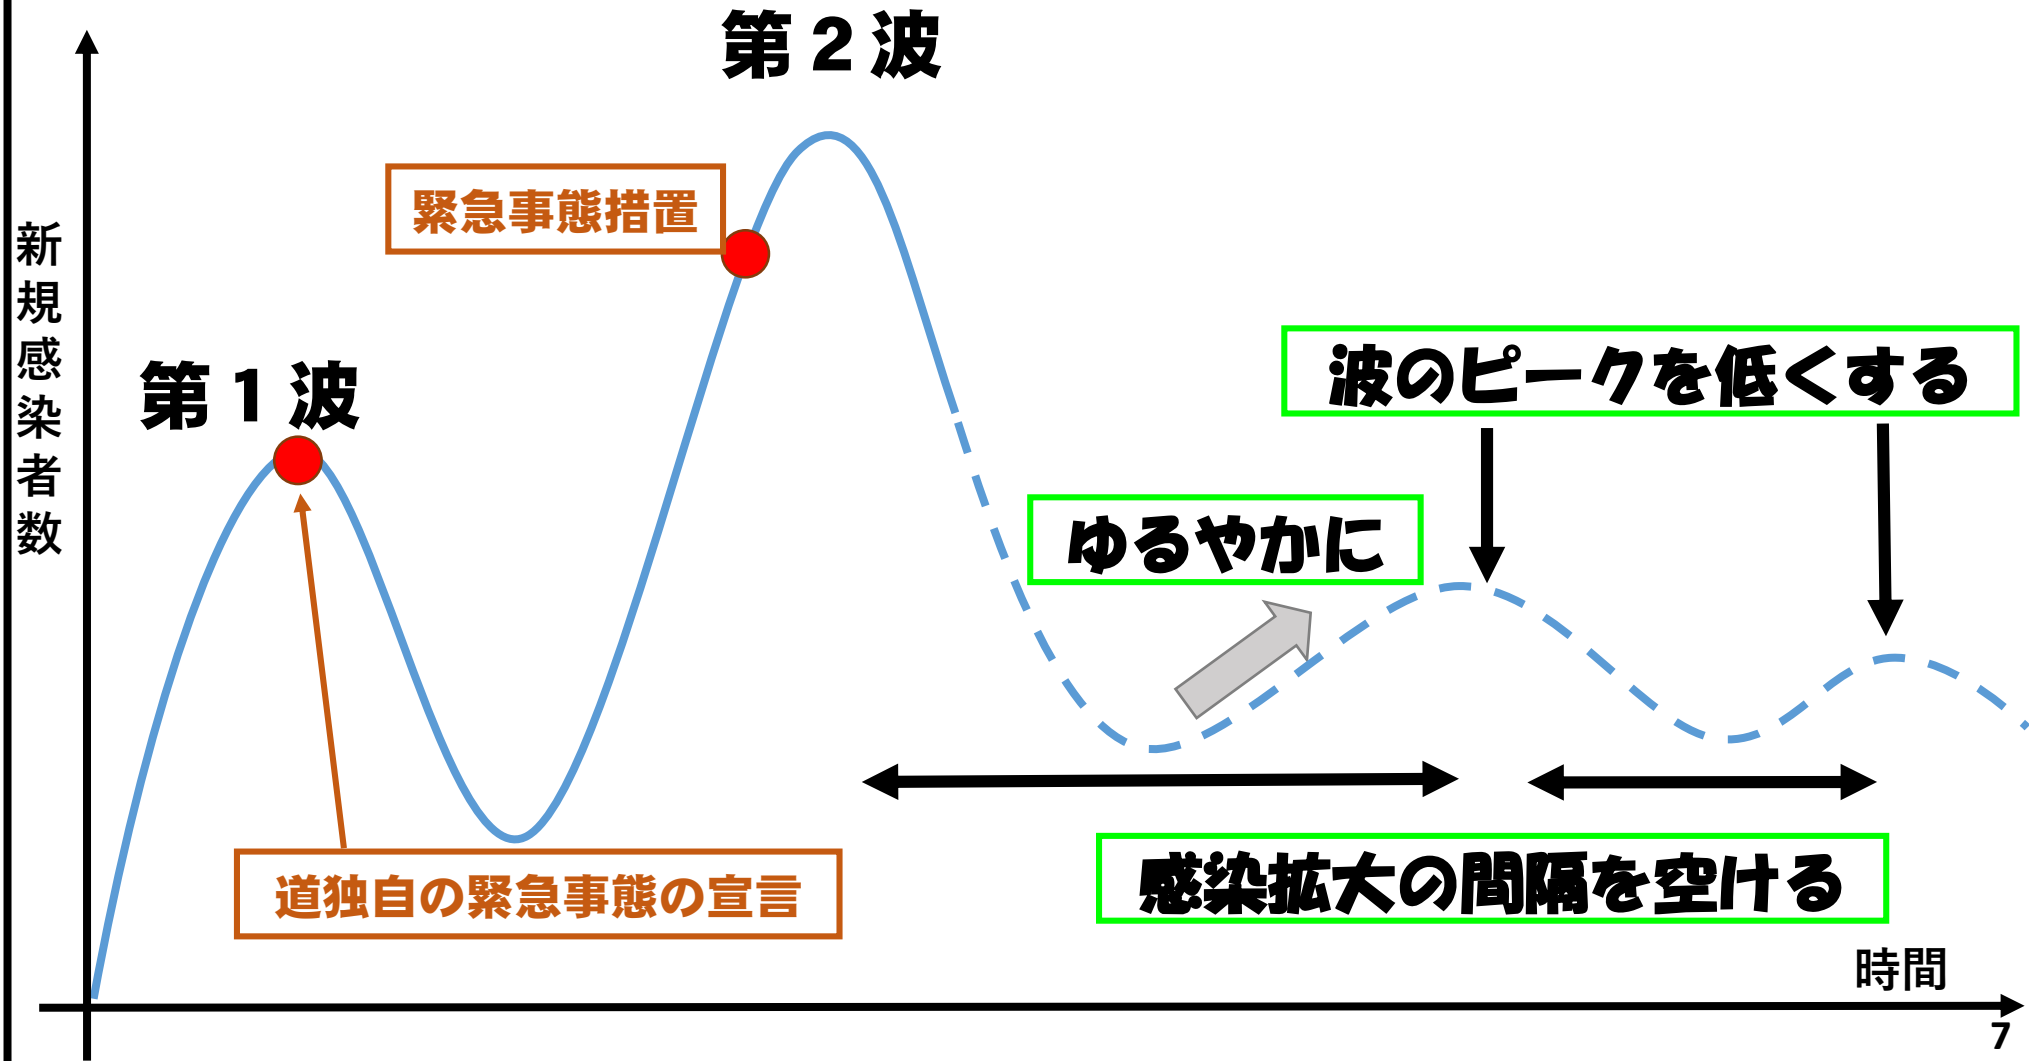 第２波
緊急事態措置
新規感染者数
第１波
波のピークを低くする
ゆるやかに
道独自の緊急事態の宣言
感染拡大の間隔を空ける
時間
7